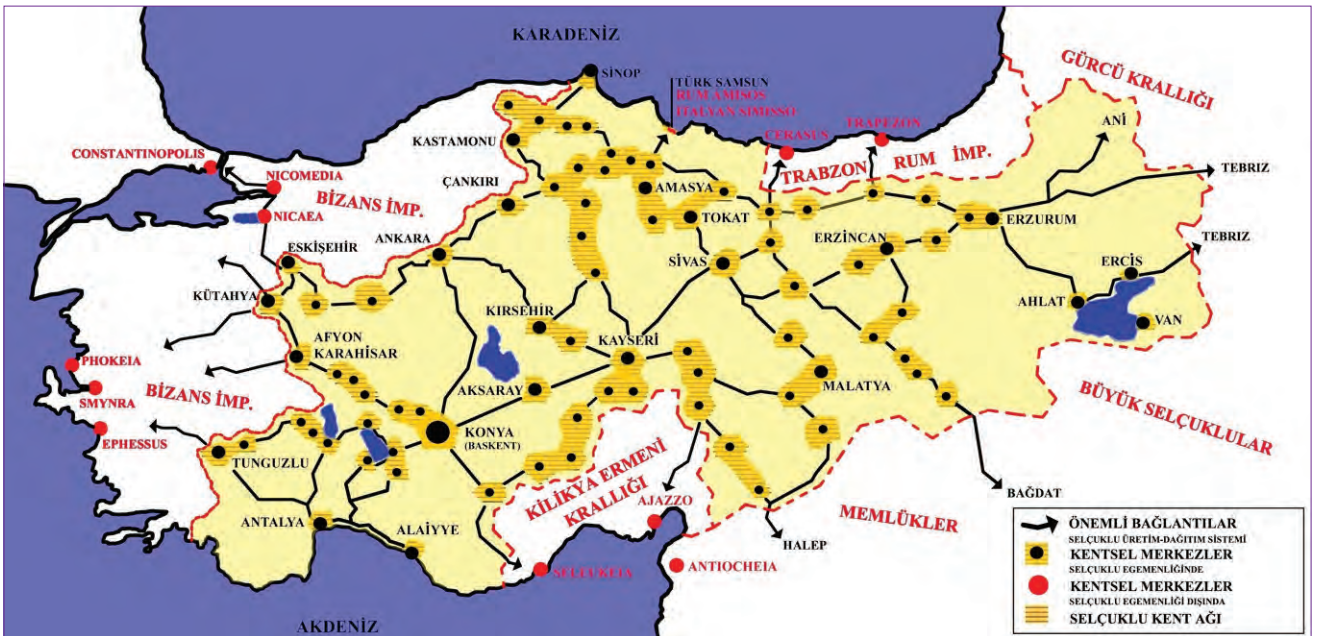 KARADENİZ
SİNOP
TÜRK SAMSUN
RUM AMISOS
ITALYAN SIMISSO
GÜRCÜ KRALLIĞI
KASTAMONU
CERASUS
TRAPEZON
ANİ
CONSTANTINOPOLIS
NICOMEDIA
TRABZON RUM İMP.
TEBRIZ
ÇANKIRI
BİZANS İMP.
AMASYA
NICAEA
TOKAT
ERZURUM
ESKİŞEHİR
ANKARA
ERZİNCAN
TEBRIZ
SİVAS
ERCİS
KÜTAHYA
AHLAT
KIRSEHİR
VAN
AFYON
KARAHİSAR
KAYSERİ
PHOKEIA
AKSARAY
MALATYA
SMYNRA
BİZANS İMP.
BÜYÜK SELÇUKLULAR
EPHESSUS
KONYA
(BASKENT)
TUNGUZLU
KİLİKYA ERMENİ
KRALLIĞI
BAĞDAT
AJAZZO
MEMLÜKLER
ANTALYA
ALAİYYE
HALEP
SELEUKEIA
ANTIOCHEIA
AKDENİZ
ÖNEMLİ BAĞLANTILAR
SELÇUKLU ÜRETİM-DAĞITIM SİSTEMİ
KENTSEL MERKEZLER
SELÇUKLU EGEMENLİĞİNDE
KENTSEL MERKEZLER
SELÇUKLU EGEMENLİĞİ DIŞINDA
SELÇUKLU KENT AĞI